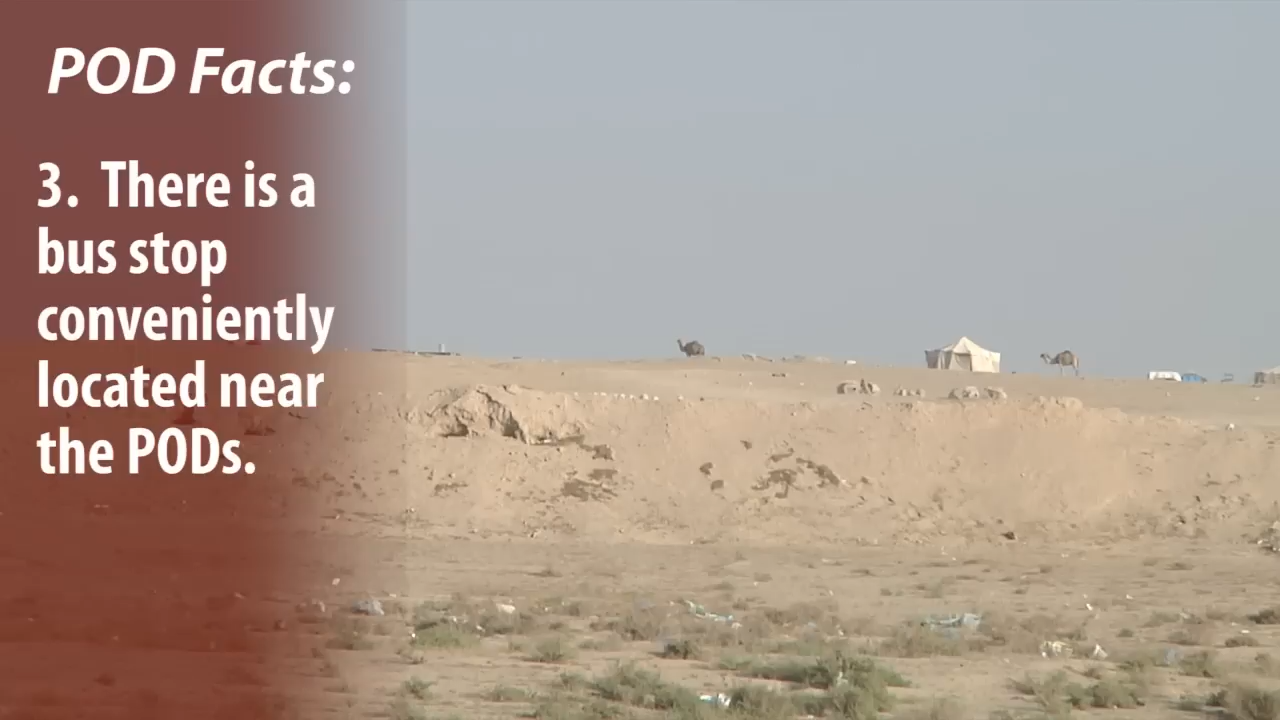 POD Facts:
3. There is a
bus stop
conveniently
located near
the PODs.